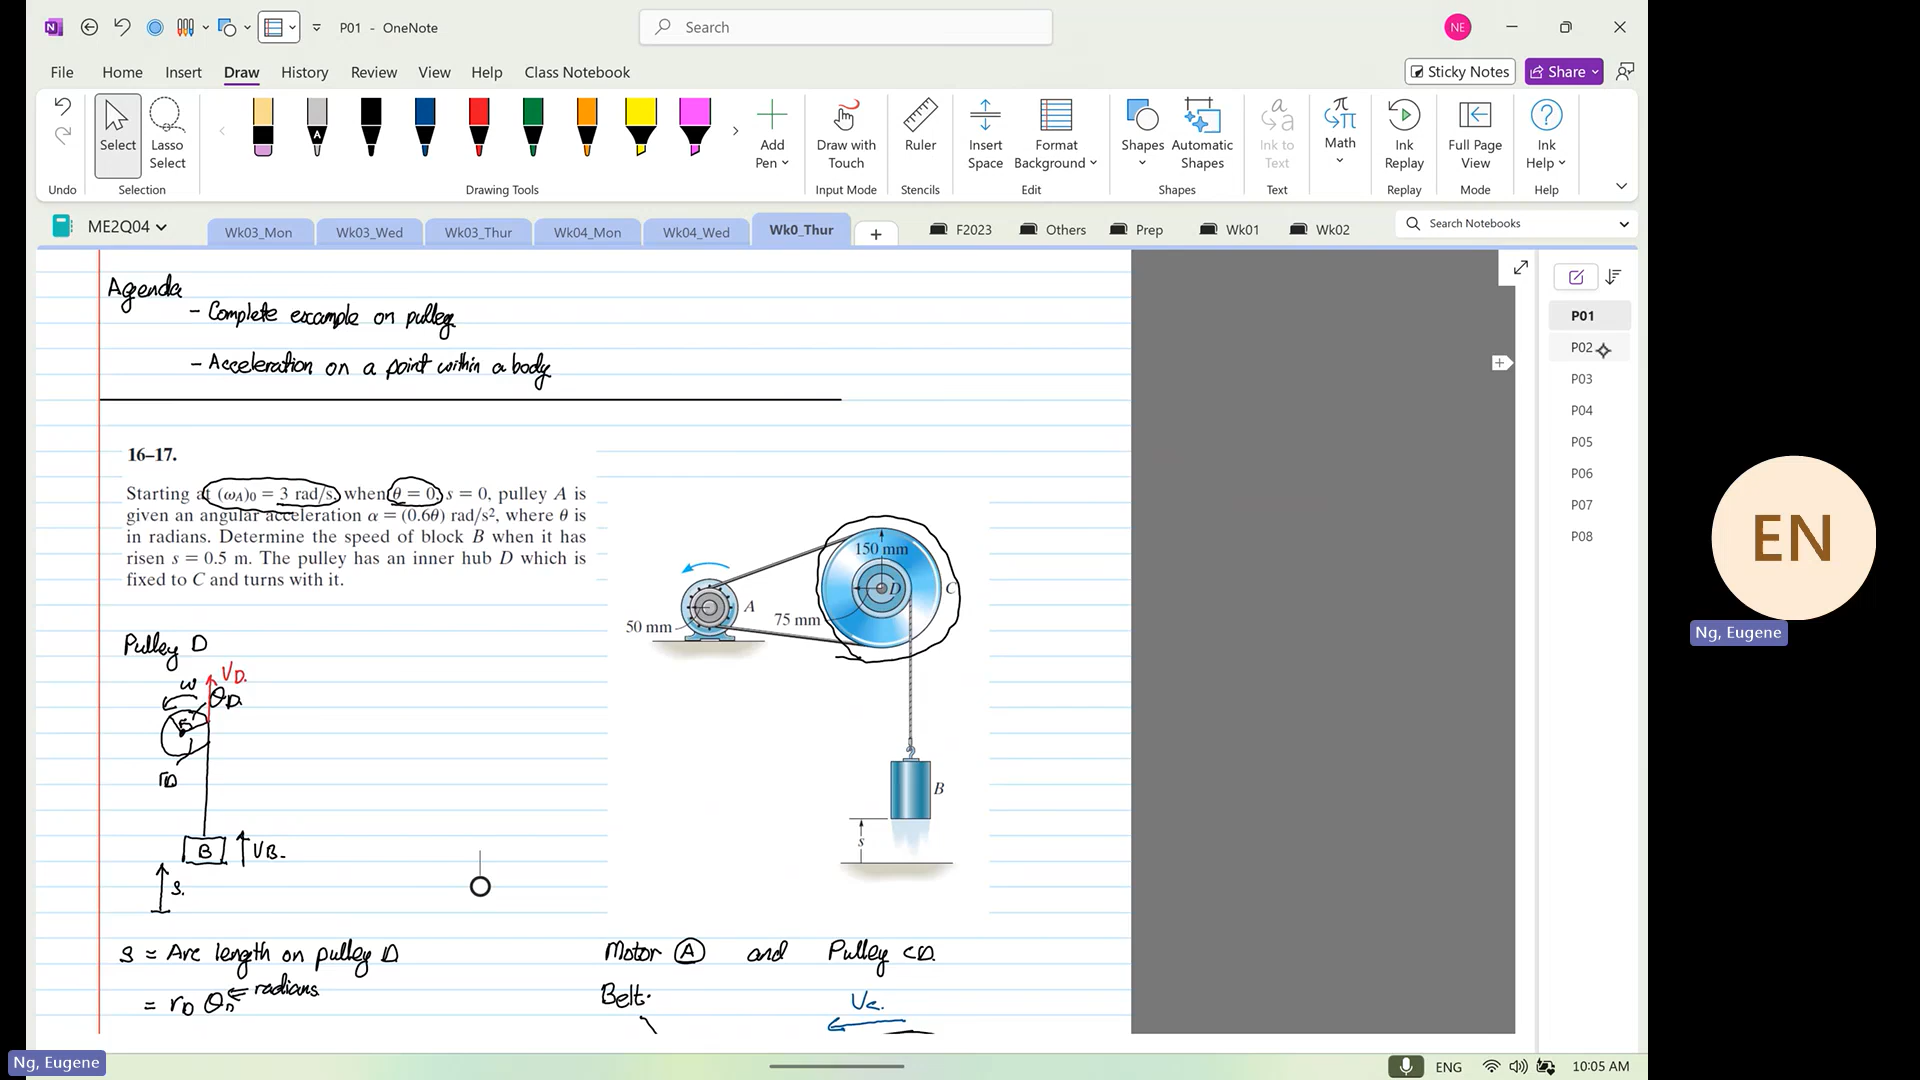 P01 - OneNote
Search
NE
File
Home
Insert
Draw
History
Review
View
Help
Class Notebook
Sticky Notes
Share
Undo
Select
Lasso Select
Selection
A
Drawing Tools
Add Pen
Draw with Touch
Input Mode
Ruler
Stencils
Insert Space
Format Background
Edit
Shapes
Automatic Shapes
Shapes
Ink to Text
Text
Math
Ink Replay
Replay
Full Page View
Mode
Ink Help
Help
ME2Q04
Wk03_Mon
Wk03_Wed
Wk03_Thur
Wk04_Mon
Wk04_Wed
Wk0_Thur
F2023
Others
Prep
Wk01
Wk02
Search Notebooks
P01
P02
P03
P04
P05
P06
P07
P08
Agenda
- Complete example on pulley
- Acceleration on a point within a body
16–17.
Starting at (ωA)0 = 3 rad/s, when θ = 0, s = 0, pulley A is
given an angular acceleration α = (0.6θ) rad/s², where θ is
in radians. Determine the speed of block B when it has
risen s = 0.5 m. The pulley has an inner hub D which is
fixed to C and turns with it.
150 mm
D
C
A
75 mm
50 mm
B
s
Pulley D
VD.
ω
θD.
rD
B
VB.
s.
S = Arc length on pulley D
= rD θD ← radians
Motor A and Pulley CD.
Belt:
Vc.
EN
Ng, Eugene
Ng, Eugene
ENG
10:05 AM